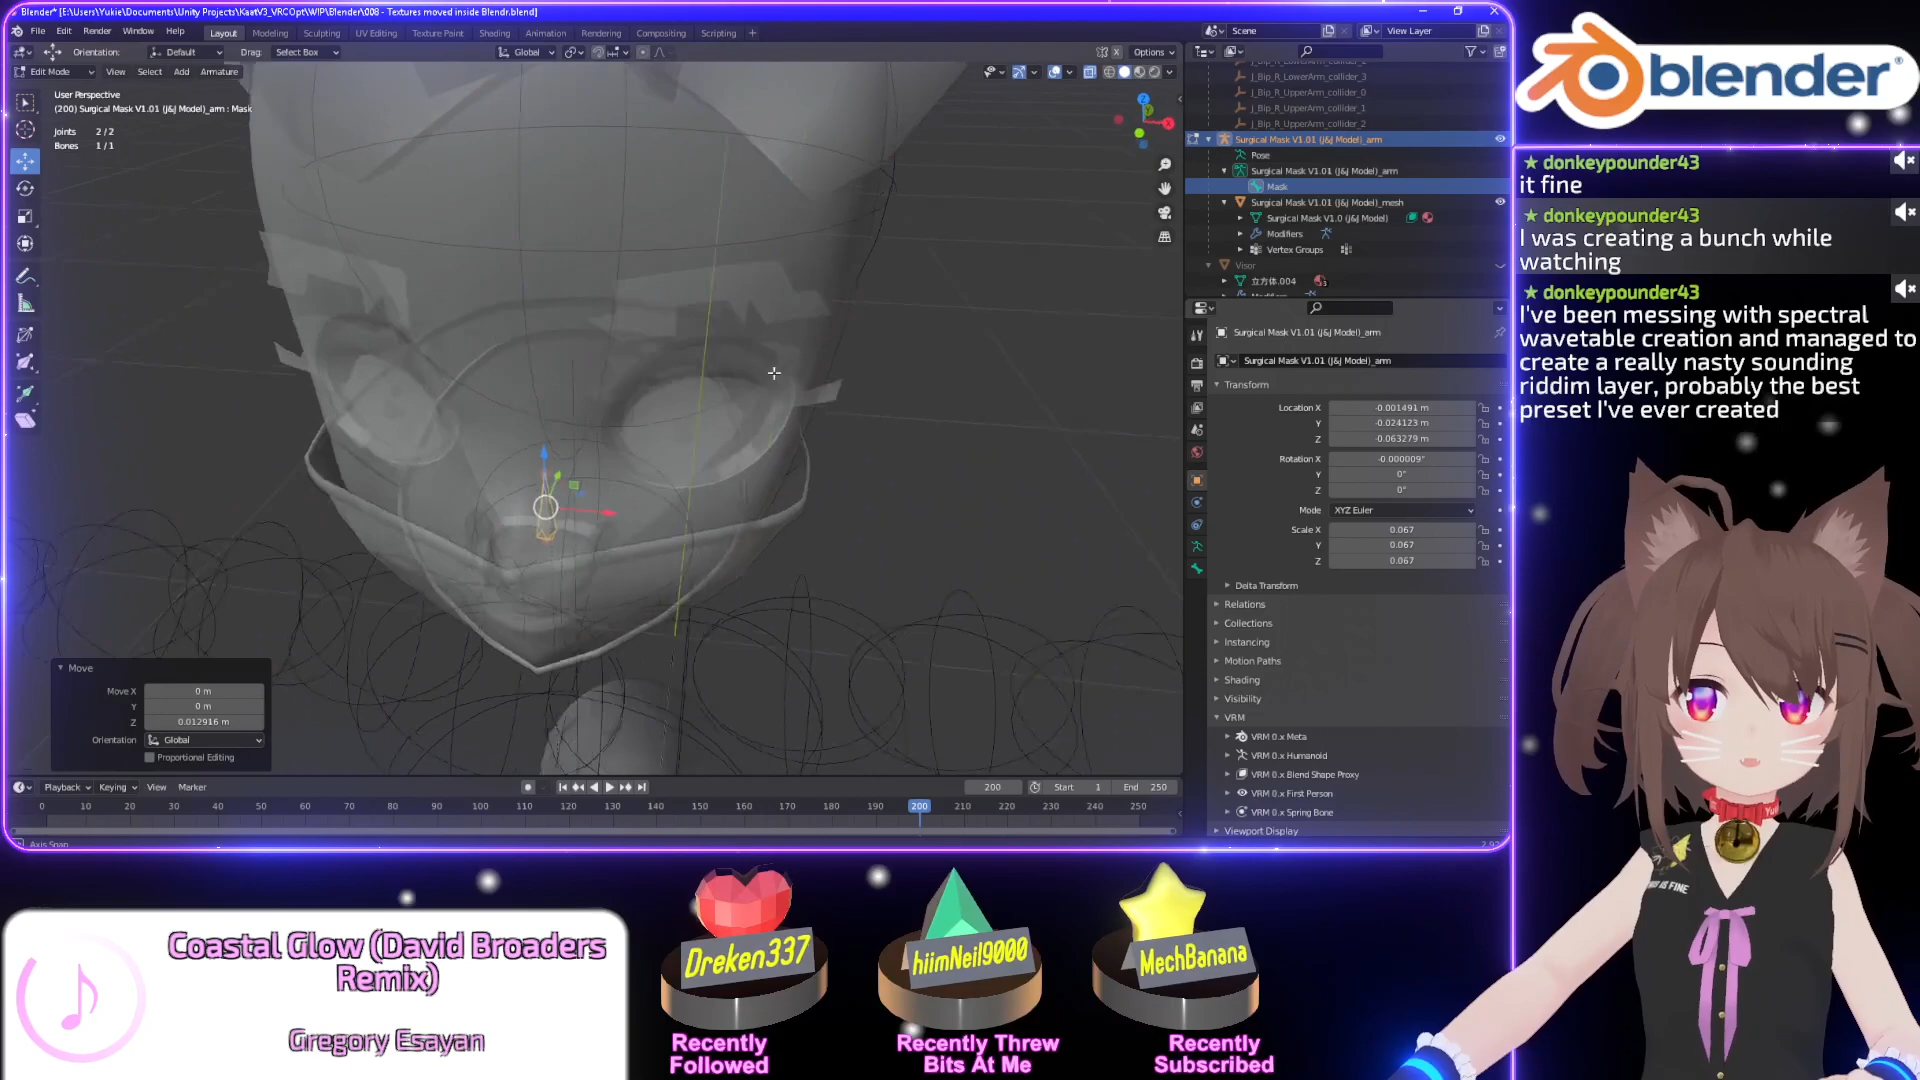 Blender* [E:\Users\Yukie\Documents\Unity Projects\KaatV3_VRCOpt\WIP\Blender\008 - Textures moved inside Blendr.blend]
File Edit Render Window Help Layout Modeling Sculpting UV Editing Texture Paint Shading Animation Rendering Compositing Scripting + Scene View Layer
Orientation: Default Drag: Select Box Global Options
Edit Mode View Select Add Armature
User Perspective
(200) Surgical Mask V1.01 (J&J Model)_arm : Mask
Joints 2 / 2
Bones 1 / 1
Z
X
J_Bip_R_LowerArm_collider_2
J_Bip_R_LowerArm_collider_3
J_Bip_R_UpperArm_collider_0
J_Bip_R_UpperArm_collider_1
J_Bip_R_UpperArm_collider_2
Surgical Mask V1.01 (J&J Model)_arm
Pose
Surgical Mask V1.01 (J&J Model)_arm
Mask
Surgical Mask V1.01 (J&J Model)_mesh
Surgical Mask V1.0 (J&J Model)
Modifiers
Vertex Groups
Visor
立方体.004
Surgical Mask V1.01 (J&J Model)_arm
Surgical Mask V1.01 (J&J Model)_arm
Transform
Location X -0.001491 m
Y -0.024123 m
Z -0.063279 m
Rotation X -0.000009°
Y 0°
Z 0°
Mode XYZ Euler
Scale X 0.067
Y 0.067
Z 0.067
Delta Transform
Relations
Collections
Instancing
Motion Paths
Shading
Visibility
VRM
VRM 0.x Meta
VRM 0.x Humanoid
VRM 0.x Blend Shape Proxy
VRM 0.x First Person
VRM 0.x Spring Bone
Viewport Display
Move
Move X 0 m
Y 0 m
Z 0.012916 m
Orientation Global
Proportional Editing
Playback Keying View Marker 200 Start 1 End 250
0 10 20 30 40 50 60 70 80 90 100 110 120 130 140 150 160 170 180 190 200 210 220 230 240 250
Axis Snap
blender
donkeypounder43
it fine
donkeypounder43
I was creating a bunch while
watching
donkeypounder43
I've been messing with spectral
wavetable creation and managed to
create a really nasty sounding
riddim layer, probably the best
preset I've ever created
THIS IS FINE
Coastal Glow (David Broaders
Remix)
Gregory Esayan
Dreken337
Recently
Followed
hiimNeil9000
Recently Threw
Bits At Me
MechBanana
Recently
Subscribed